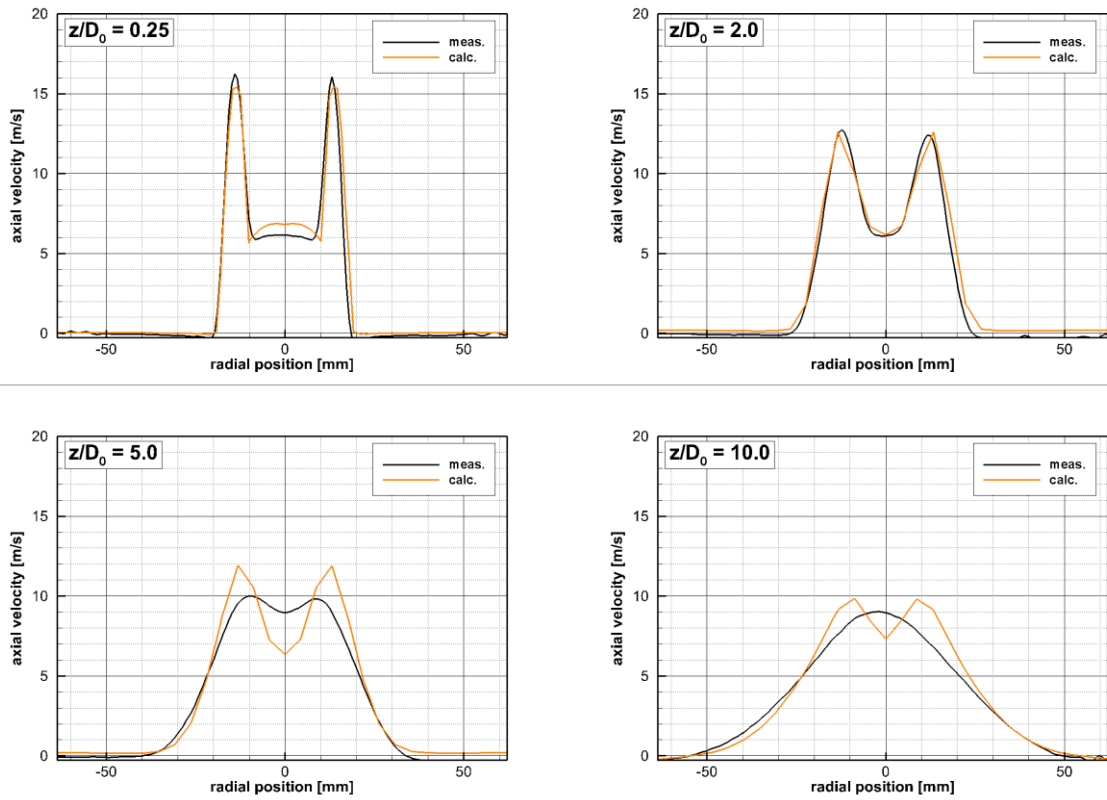 z/D₀ = 0.25
meas.
calc.
20
15
10
5
0
axial velocity [m/s]
-50
0
50
radial position [mm]
z/D₀ = 2.0
meas.
calc.
20
15
10
5
0
axial velocity [m/s]
-50
0
50
radial position [mm]
z/D₀ = 5.0
meas.
calc.
20
15
10
5
0
axial velocity [m/s]
-50
0
50
radial position [mm]
z/D₀ = 10.0
meas.
calc.
20
15
10
5
0
axial velocity [m/s]
-50
0
50
radial position [mm]